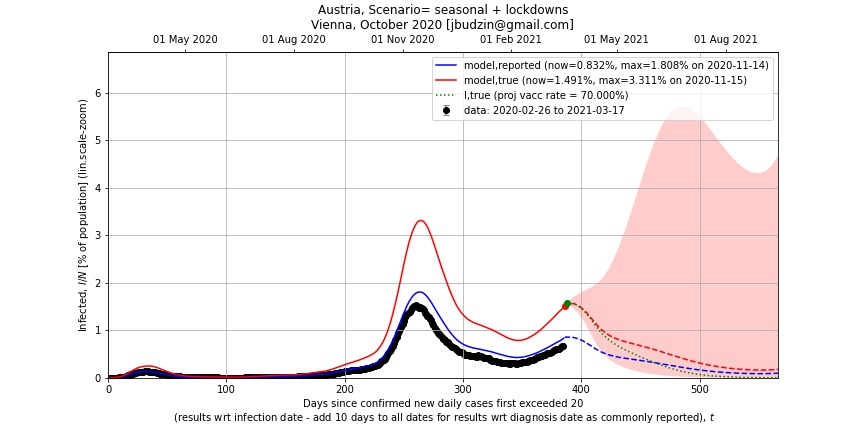 Austria, Scenario= seasonal + lockdowns
Vienna, October 2020 [jbudzin@gmail.com]
01 May 2020 01 Aug 2020 01 Nov 2020 01 Feb 2021 01 May 2021 01 Aug 2021
model,reported (now=0.832%, max=1.808% on 2020-11-14)
model,true (now=1.491%, max=3.311% on 2020-11-15)
I,true (proj vacc rate = 70.000%)
data: 2020-02-26 to 2021-03-17
Infected, I/N [% of population] (lin.scale-zoom)
6
5
4
3
2
1
0
0 100 200 300 400 500
Days since confirmed new daily cases first exceeded 20
(results wrt infection date - add 10 days to all dates for results wrt diagnosis date as commonly reported), t